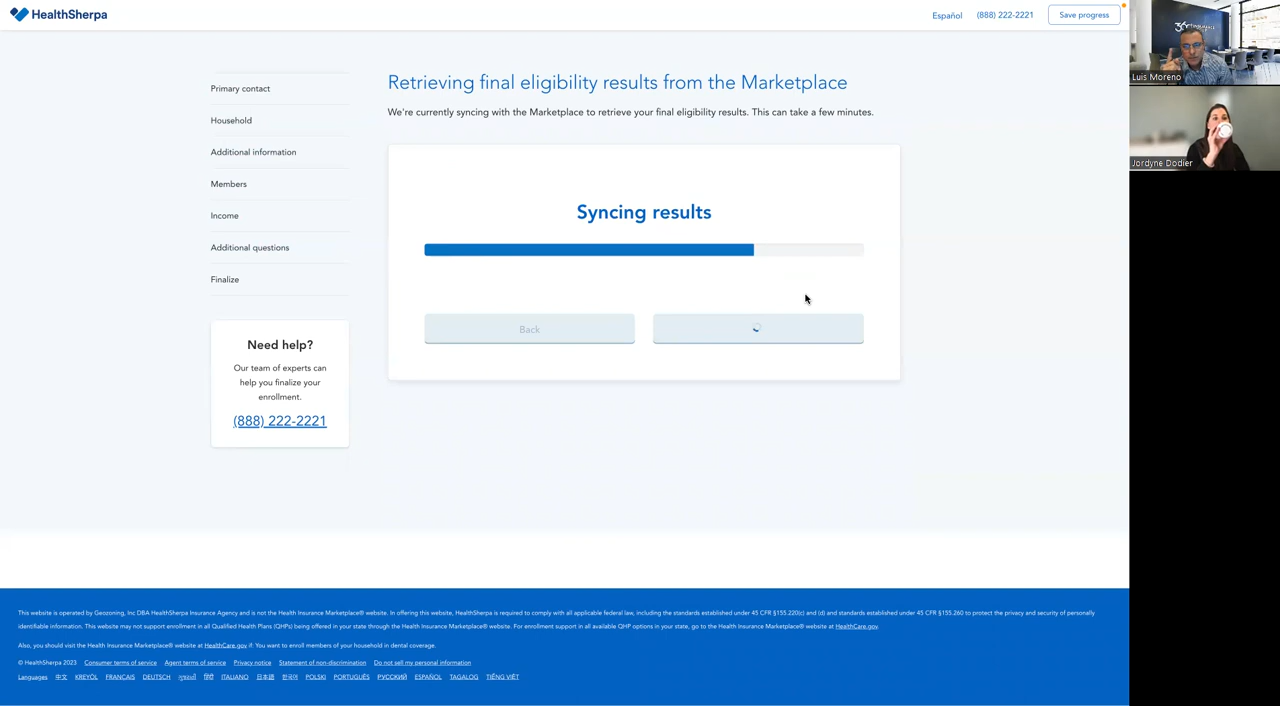 HealthSherpa
Español
(888) 222-2221
Save progress
Primary contact
Household
Additional information
Members
Income
Additional questions
Finalize
Need help?
Our team of experts can
help you finalize your
enrollment.
(888) 222-2221
Retrieving final eligibility results from the Marketplace
We're currently syncing with the Marketplace to retrieve your final eligibility results. This can take a few minutes.
Syncing results
Back
Luis Moreno
Jordyne Dodier
This website is operated by Geozoning, Inc DBA HealthSherpa Insurance Agency and is not the Health Insurance Marketplace® website. In offering this website, HealthSherpa is required to comply with all applicable federal law, including the standards established under 45 CFR §155.220(c) and (d) and standards established under 45 CFR §155.260 to protect the privacy and security of personally
identifiable information. This website may not support enrollment in all Qualified Health Plans (QHPs) being offered in your state through the Health Insurance Marketplace® website. For enrollment support in all available QHP options in your state, go to the Health Insurance Marketplace® website at HealthCare.gov.
Also, you should visit the Health Insurance Marketplace® website at HealthCare.gov if: You want to enroll members of your household in dental coverage.
© HealthSherpa 2023 Consumer terms of service Agent terms of service Privacy notice Statement of non-discrimination Do not sell my personal information
Languages 中文 KREYÒL FRANÇAIS DEUTSCH ગુજરાતી हिंदी ITALIANO 日本語 한국어 POLSKI PORTUGUÊS РУССКИЙ ESPAÑOL TAGALOG TIẾNG VIỆT